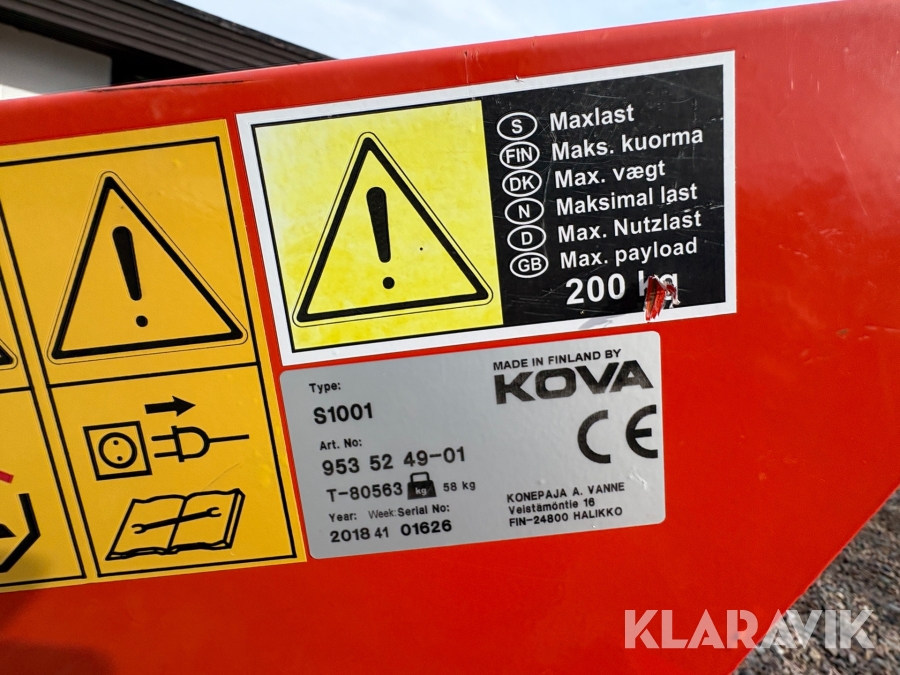 S Maxlast
FIN Maks. kuorma
DK Max. vægt
N Maksimal last
D Max. Nutzlast
GB Max. payload
200 kg
MADE IN FINLAND BY
KOVA
Type:
S1001
CE
Art. No:
953 52 49-01
T-80563 kg 58 kg
Year: Week: Serial No:
2018 41 01626
KONEPAJA A. VANNE
Veistämöntie 16
FIN-24800 HALIKKO
KLARAVIK